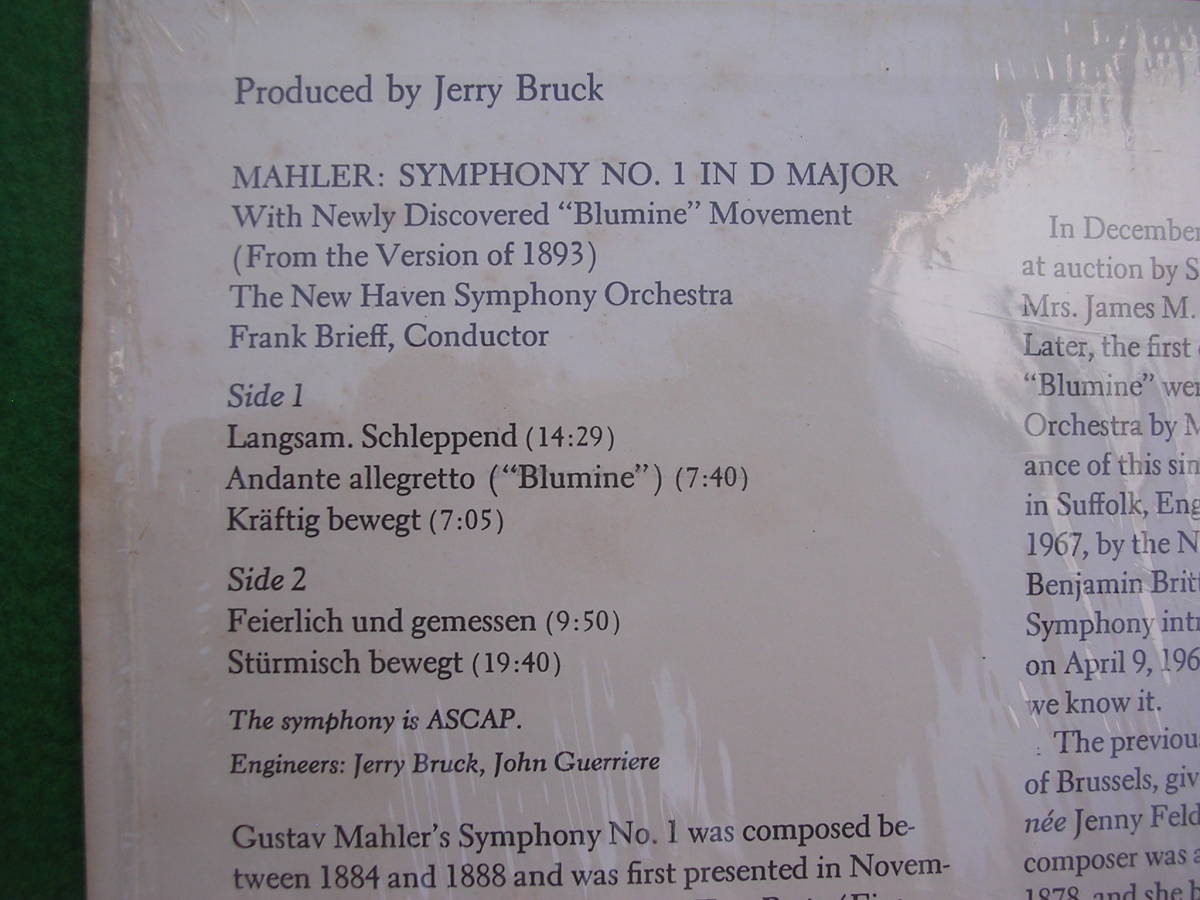 Produced by Jerry Bruck
MAHLER: SYMPHONY NO. 1 IN D MAJOR
With Newly Discovered “Blumine” Movement
(From the Version of 1893)
The New Haven Symphony Orchestra
Frank Brieff, Conductor
Side 1
Langsam. Schleppend (14:29)
Andante allegretto (“Blumine”) (7:40)
Kräftig bewegt (7:05)
Side 2
Feierlich und gemessen (9:50)
Stürmisch bewegt (19:40)
The symphony is ASCAP.
Engineers: Jerry Bruck, John Guerriere
Gustav Mahler’s Symphony No. 1 was composed be-
tween 1884 and 1888 and was first presented in Novem-
In December
at auction by S
Mrs. James M.
Later, the first
“Blumine” wer
Orchestra by M
ance of this sin
in Suffolk, Eng
1967, by the N
Benjamin Britt
Symphony intr
on April 9, 196
we know it.
The previou
of Brussels, giv
née Jenny Feld
composer was a
1878, and she h